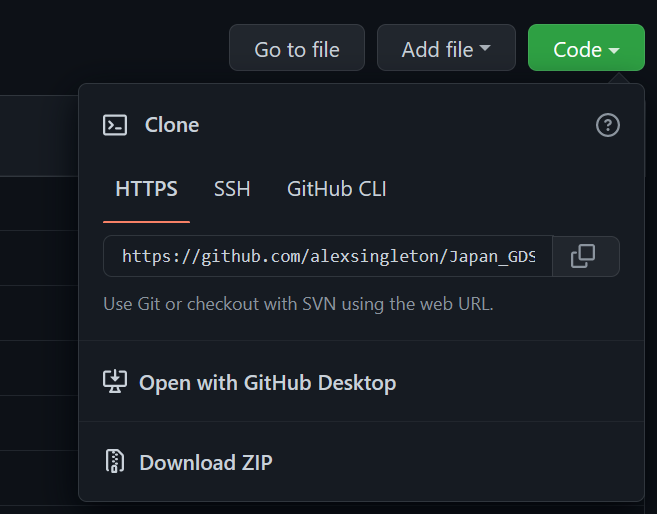 Go to file
Add file
Code
Clone
HTTPS
SSH
GitHub CLI
https://github.com/alexsingleton/Japan_GDS
Use Git or checkout with SVN using the web URL.
Open with GitHub Desktop
Download ZIP